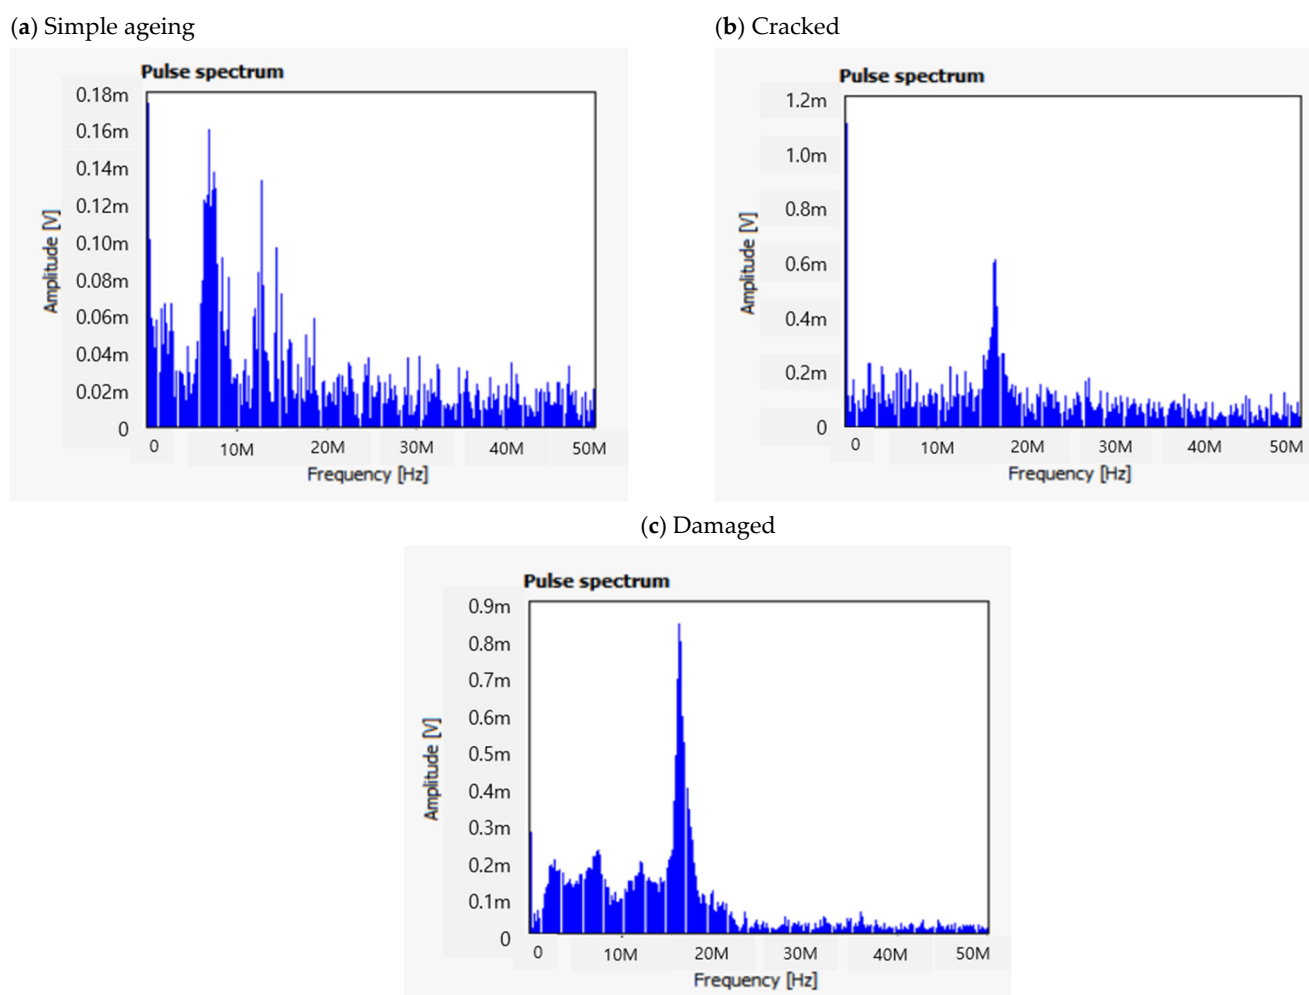 (a) Simple ageing
Pulse spectrum
0.18m
0.16m
0.14m
0.12m
0.10m
0.08m
0.06m
0.04m
0.02m
0
Amplitude [V]
0 10M 20M 30M 40M 50M
Frequency [Hz]
(b) Cracked
Pulse spectrum
1.2m
1.0m
0.8m
0.6m
0.4m
0.2m
0
Amplitude [V]
0 10M 20M 30M 40M 50M
Frequency [Hz]
(c) Damaged
Pulse spectrum
0.9m
0.8m
0.7m
0.6m
0.5m
0.4m
0.3m
0.2m
0.1m
0
Amplitude [V]
0 10M 20M 30M 40M 50M
Frequency [Hz]